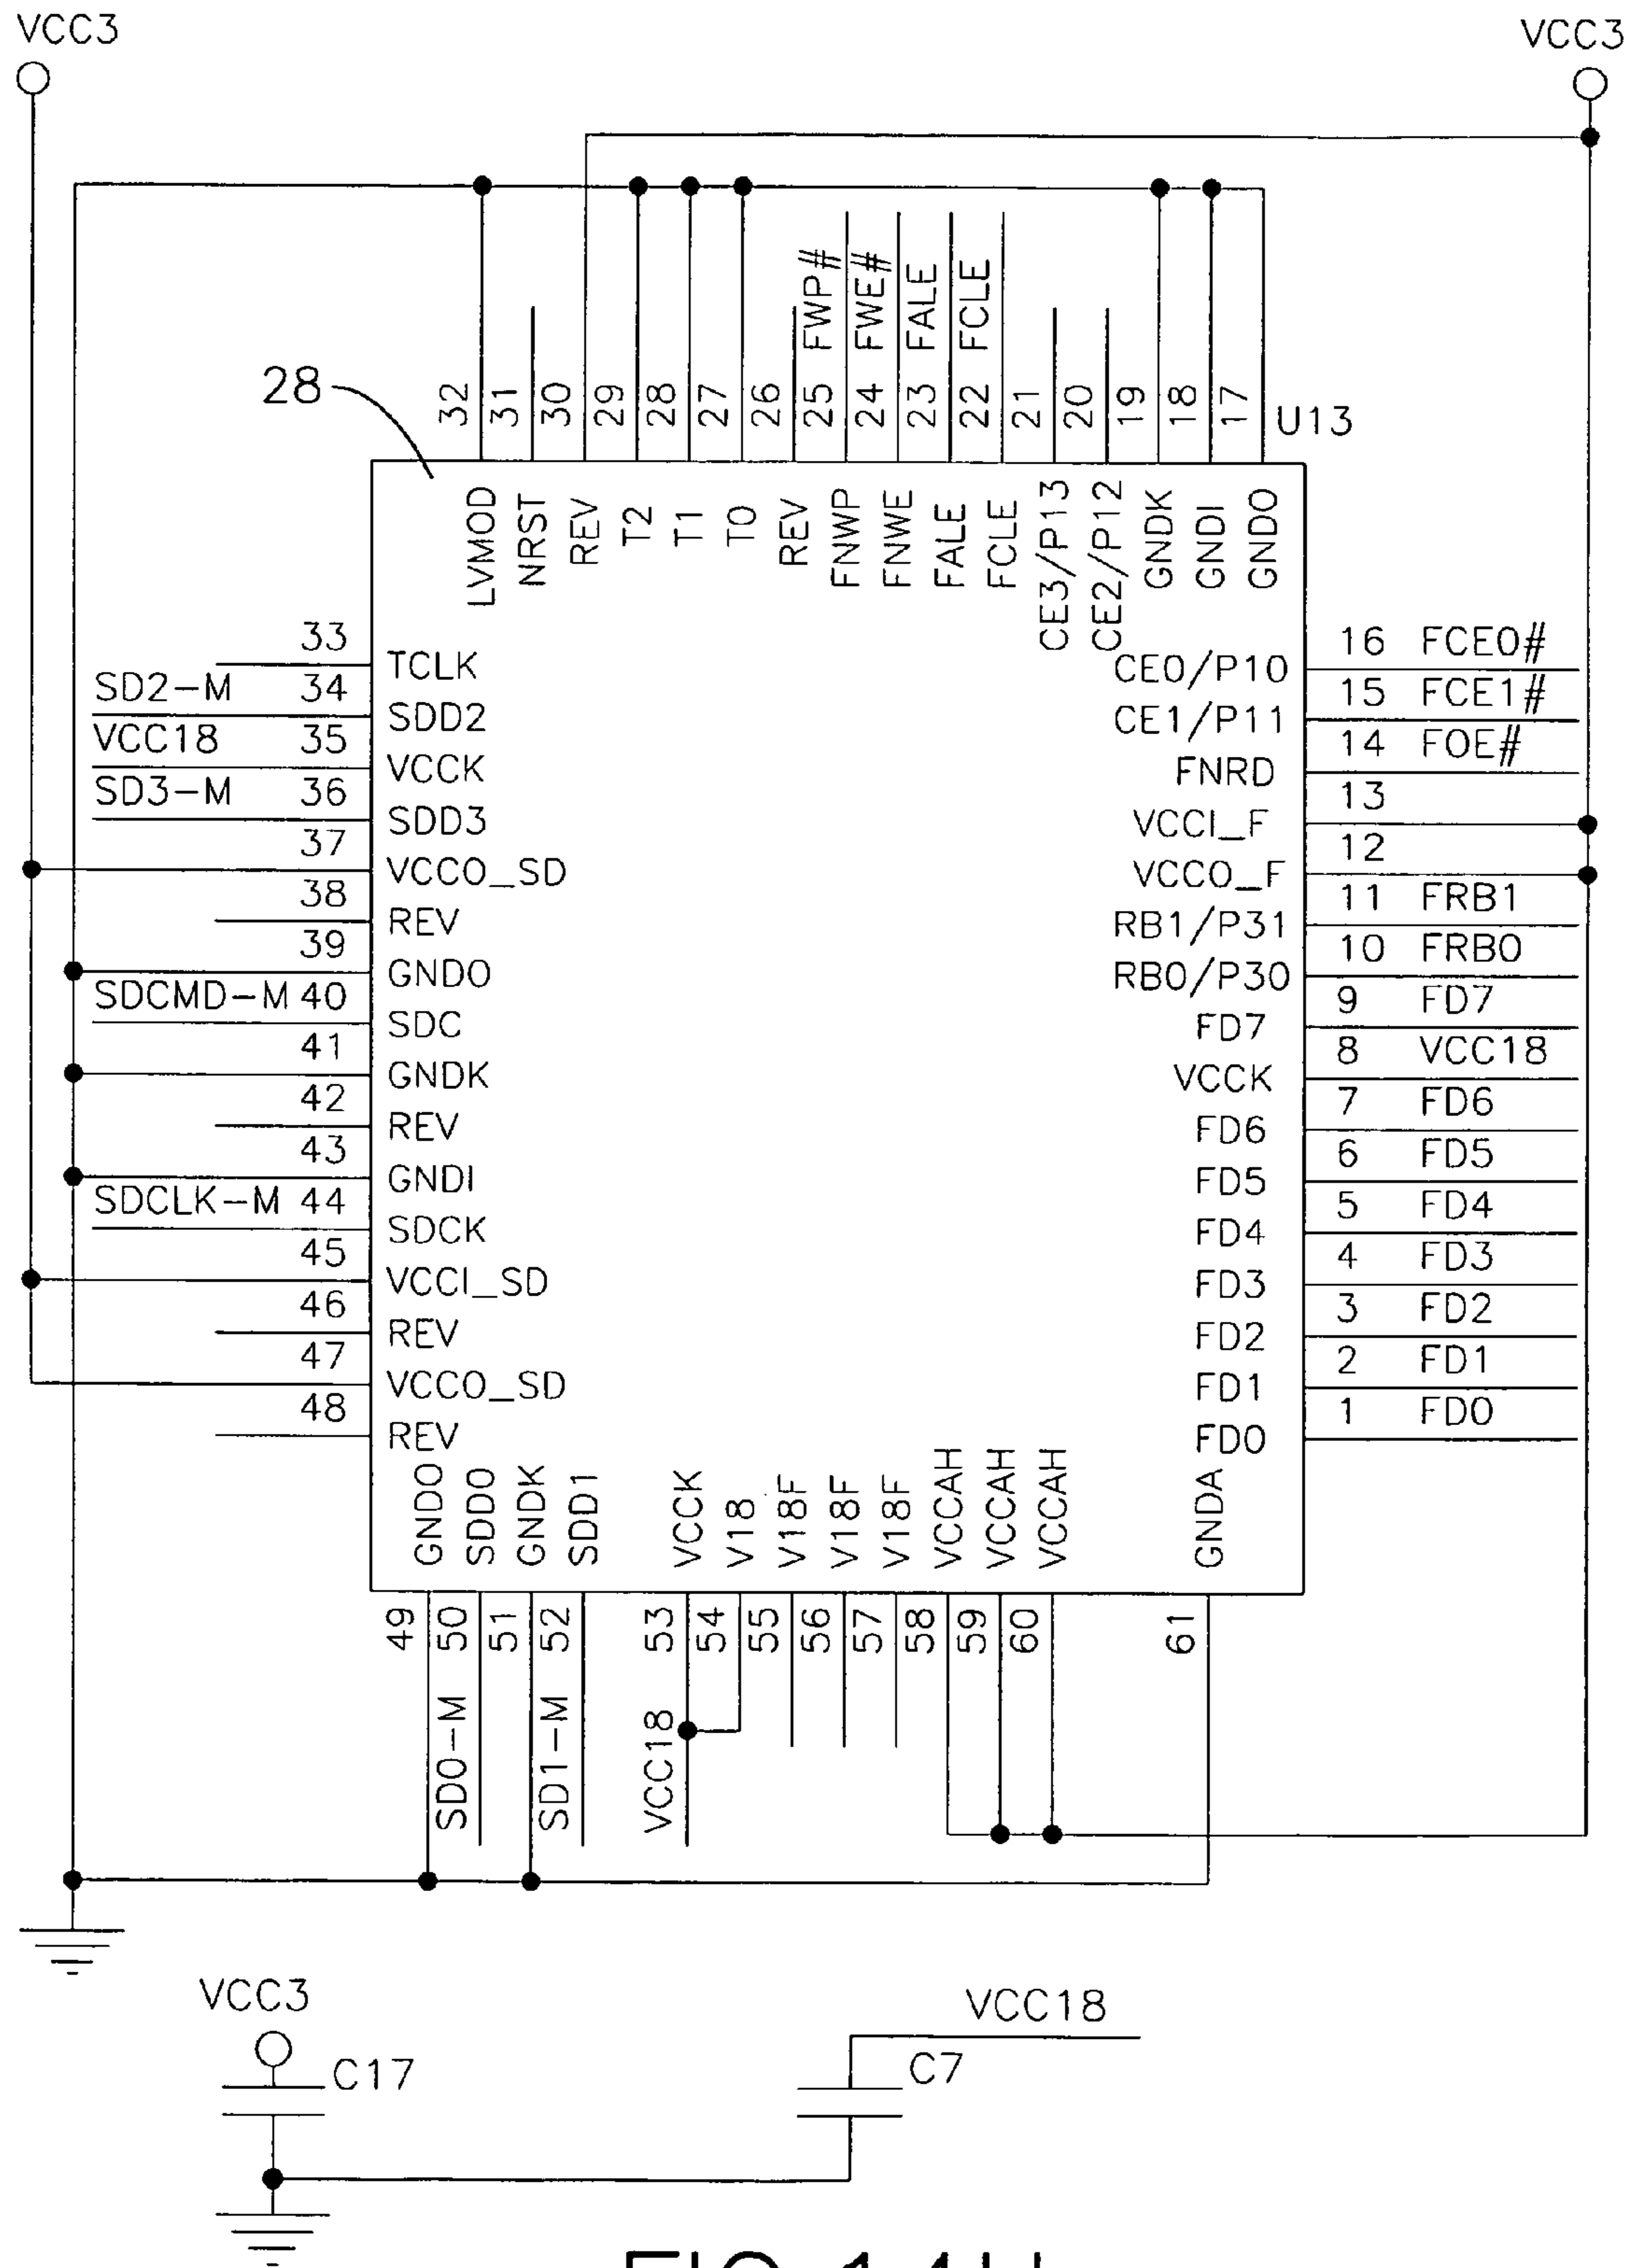 VCC3
VCC3
28
32
31
30
29
28
27
26
25
24
23
22
21
20
19
18
17
FWP#
FWE#
FALE
FCLE
U13
LVMOD
NRST
REV
T2
T1
T0
REV
FNWP
FNWE
FALE
FCLE
CE3/P13
CE2/P12
GNDK
GNDI
GNDO
33 TCLK
SD2-M 34 SDD2
VCC18 35 VCCK
SD3-M 36 SDD3
37 VCCO_SD
38 REV
39 GNDO
SDCMD-M 40 SDC
41 GNDK
42 REV
43 GNDI
SDCLK-M 44 SDCK
45 VCCI_SD
46 REV
47 VCCO_SD
48 REV
CE0/P10 16 FCE0#
CE1/P11 15 FCE1#
FNRD 14 FOE#
VCCI_F 13
VCCO_F 12
RB1/P31 11 FRB1
RB0/P30 10 FRB0
FD7 9 FD7
VCCK 8 VCC18
FD6 7 FD6
FD5 6 FD5
FD4 5 FD4
FD3 4 FD3
FD2 3 FD2
FD1 2 FD1
FD0 1 FD0
GNDO
SDD0
GNDK
SDD1
VCCK
V18
V18F
V18F
V18F
VCCAH
VCCAH
VCCAH
GNDA
49
50
51
52
53
54
55
56
57
58
59
60
61
SD0-M
SD1-M
VCC18
VCC3
C17
VCC18
C7